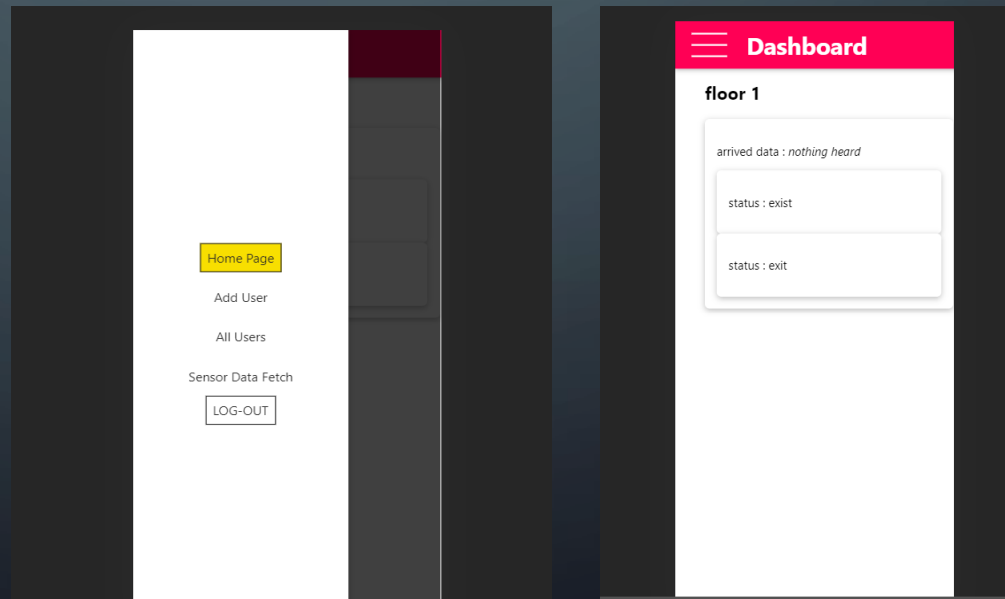 Home Page
Add User
All Users
Sensor Data Fetch
LOG-OUT
Dashboard
floor 1
arrived data : nothing heard
status : exist
status : exit